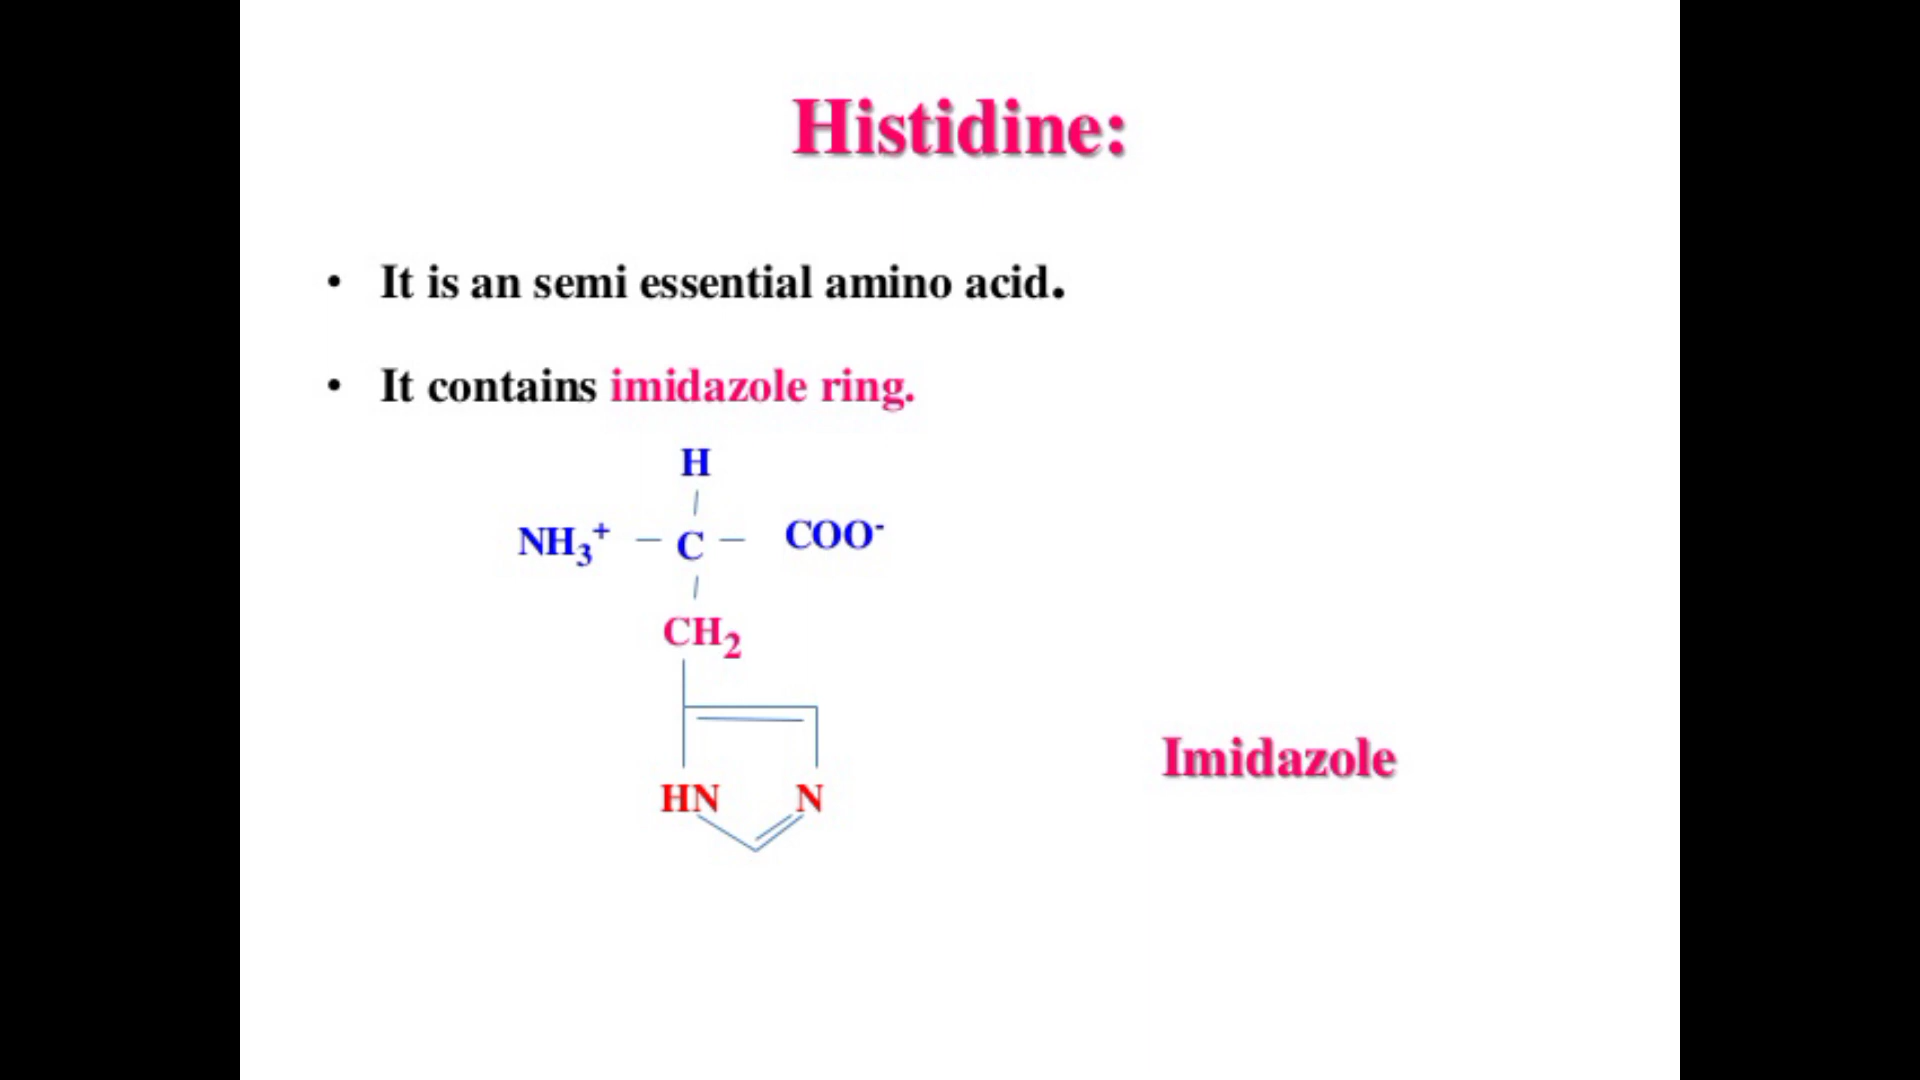 Histidine:
• It is an semi essential amino acid.
• It contains imidazole ring.
H
NH₃⁺ – C – COO⁻
CH₂
Imidazole
HN N